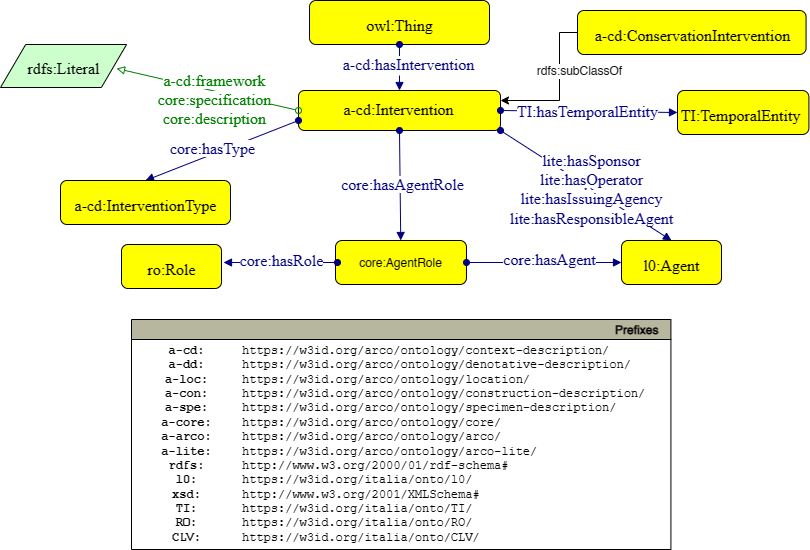 owl:Thing
a-cd:ConservationIntervention
rdfs:Literal
a-cd:hasIntervention
rdfs:subClassOf
a-cd:framework
core:specification
core:description
a-cd:Intervention
TI:hasTemporalEntity
TI:TemporalEntity
core:hasType
lite:hasSponsor
lite:hasOperator
lite:hasIssuingAgency
lite:hasResponsibleAgent
core:hasAgentRole
a-cd:InterventionType
ro:Role
core:hasRole
core:AgentRole
core:hasAgent
l0:Agent
Prefixes
a-cd: https://w3id.org/arco/ontology/context-description/
a-dd: https://w3id.org/arco/ontology/denotative-description/
a-loc: https://w3id.org/arco/ontology/location/
a-con: https://w3id.org/arco/ontology/construction-description/
a-spe: https://w3id.org/arco/ontology/specimen-description/
a-core: https://w3id.org/arco/ontology/core/
a-arco: https://w3id.org/arco/ontology/arco/
a-lite: https://w3id.org/arco/ontology/arco-lite/
rdfs: http://www.w3.org/2000/01/rdf-schema#
l0: https://w3id.org/italia/onto/l0/
xsd: http://www.w3.org/2001/XMLSchema#
TI: https://w3id.org/italia/onto/TI/
RO: https://w3id.org/italia/onto/RO/
CLV: https://w3id.org/italia/onto/CLV/